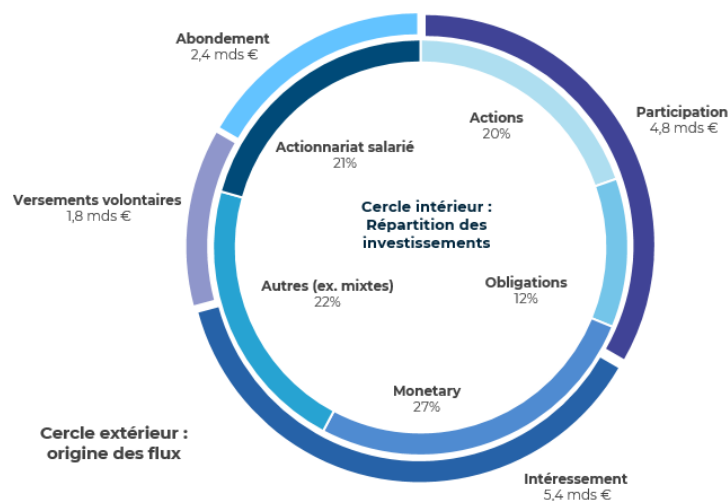 Abondement
2,4 mds €
Participation
4,8 mds €
Actions
20%
Actionnariat salarié
21%
Versements volontaires
1,8 mds €
Cercle intérieur :
Répartition des
investissements
Autres (ex. mixtes)
22%
Obligations
12%
Monetary
27%
Cercle extérieur :
origine des flux
Intéressement
5,4 mds €